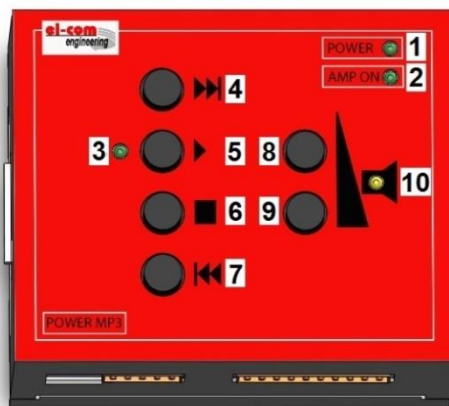 el-com
engineering
POWER 1
AMP ON 2
4
3 5 8
10
6 9
7
POWER MP3